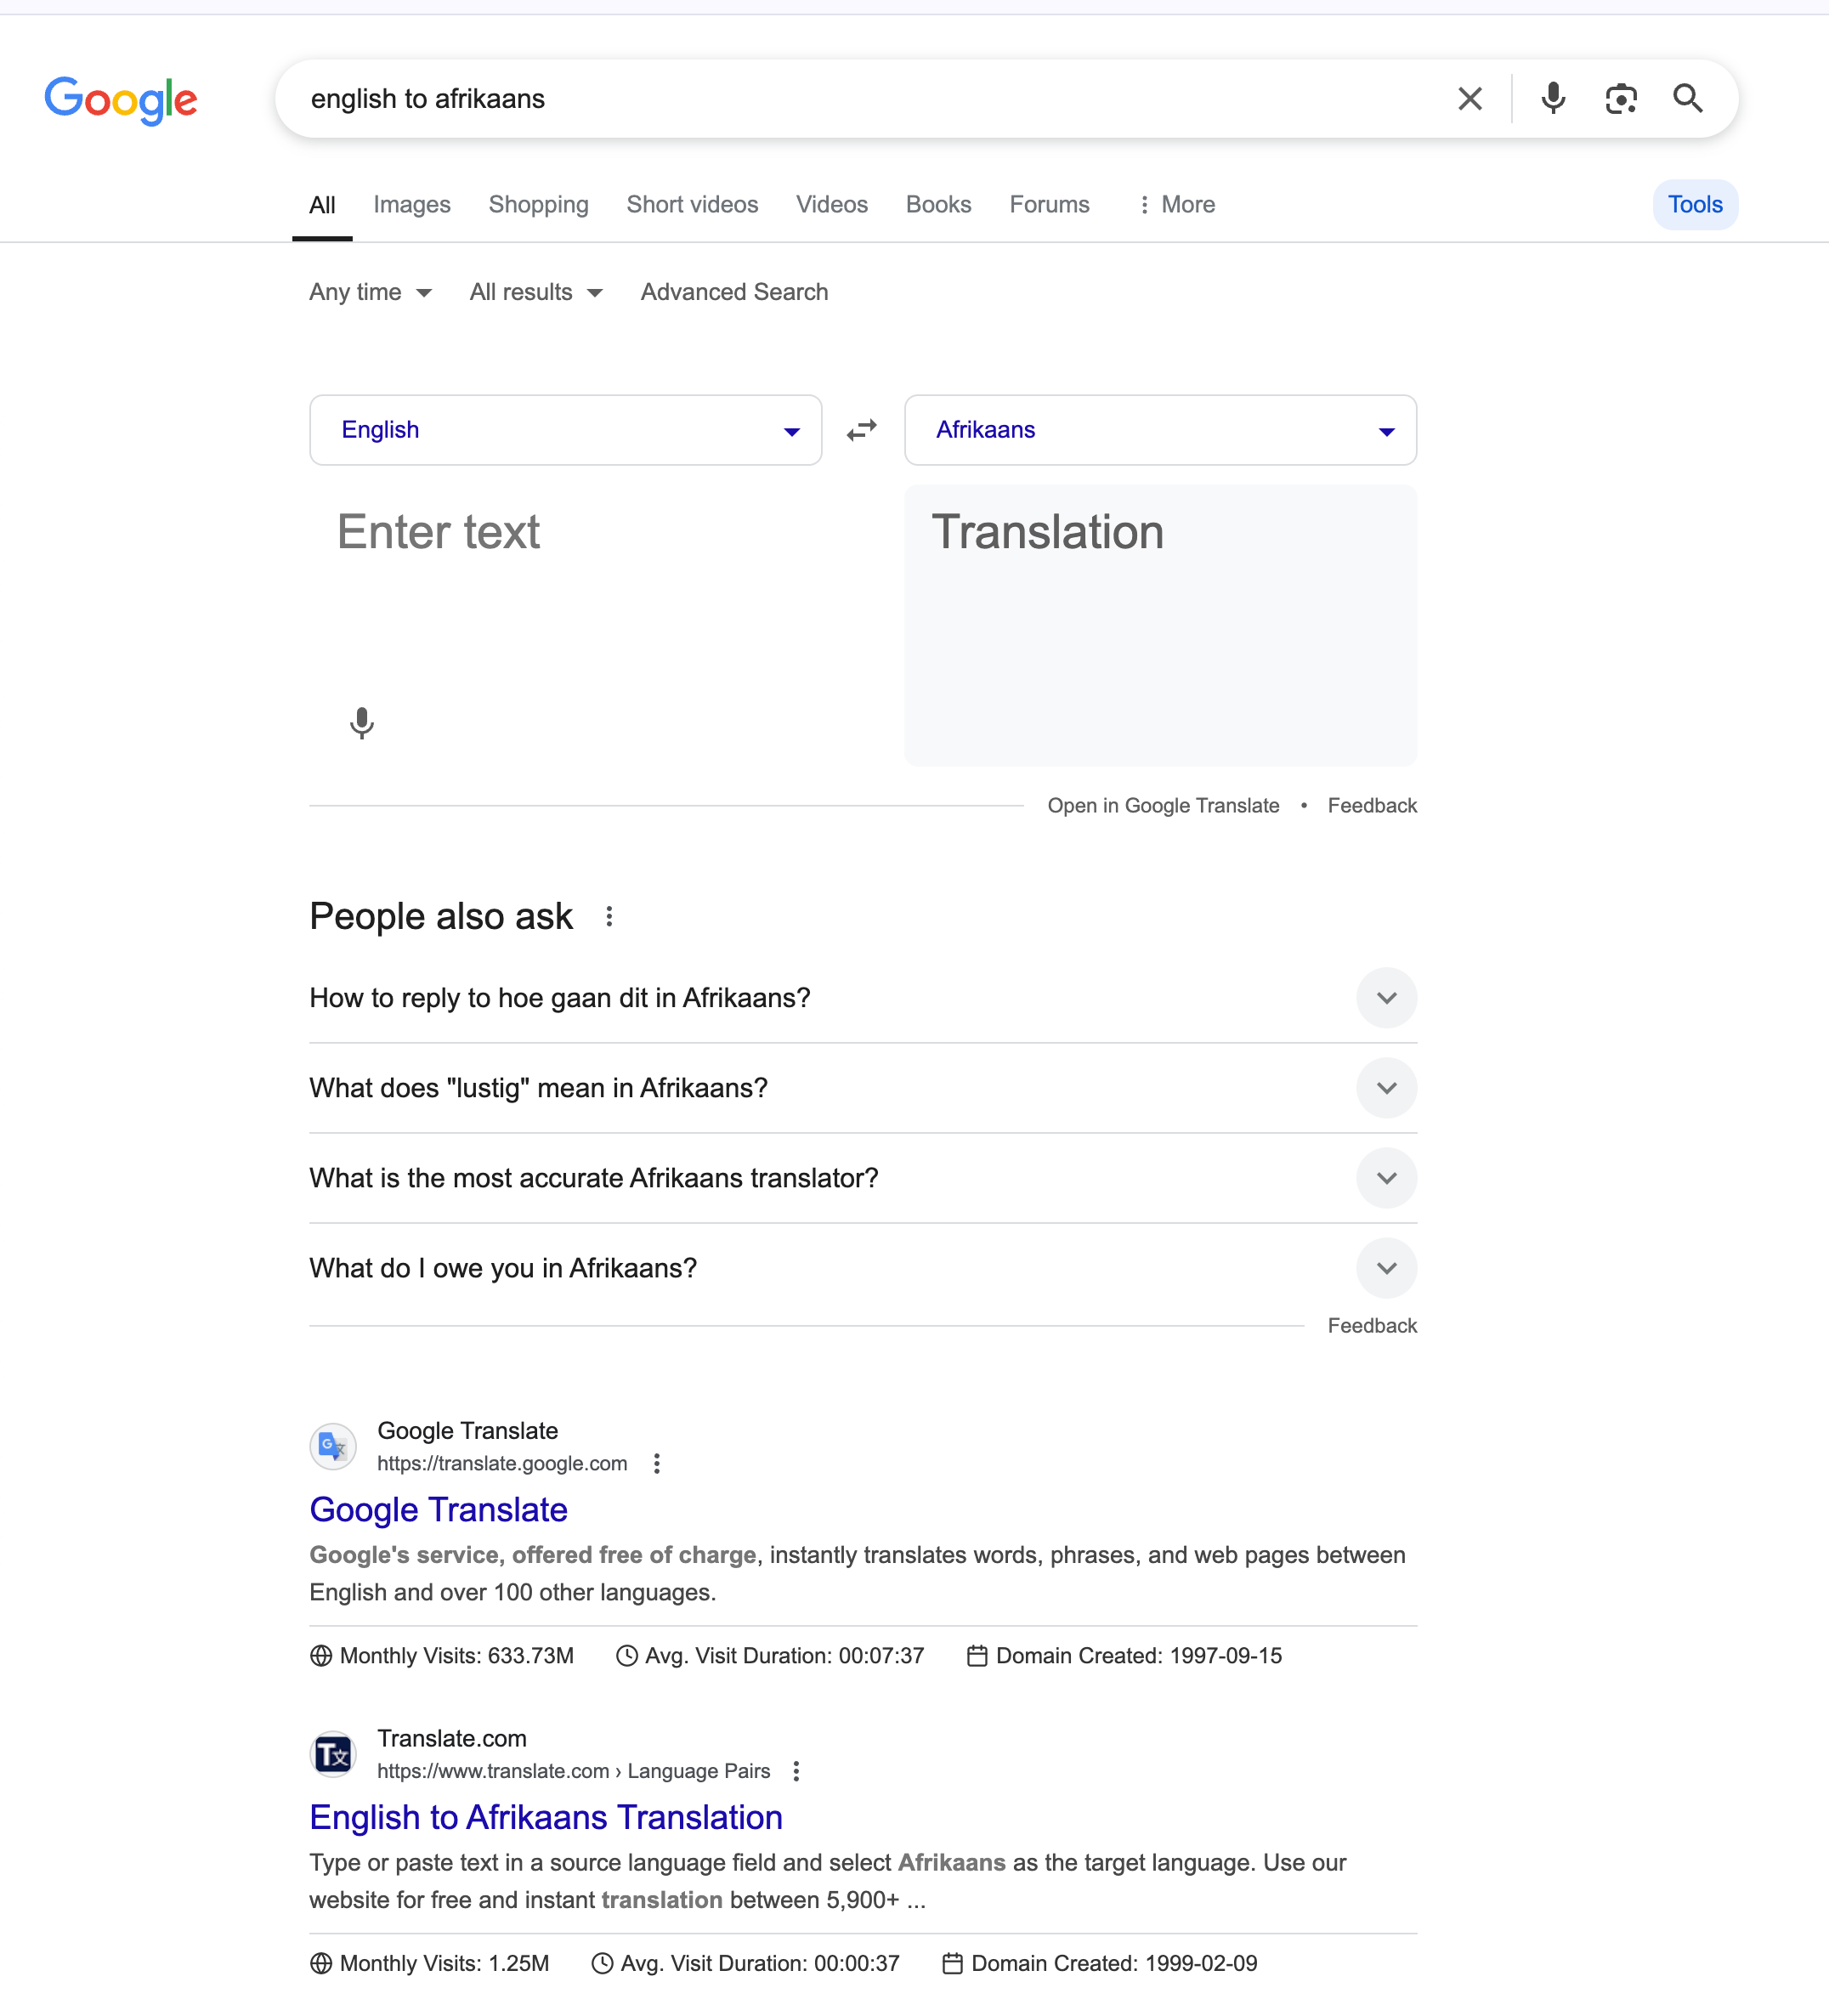 Google
english to afrikaans
All Images Shopping Short videos Videos Books Forums More Tools
Any time All results Advanced Search
English Afrikaans
Enter text Translation
Open in Google Translate • Feedback
People also ask
How to reply to hoe gaan dit in Afrikaans?
What does "lustig" mean in Afrikaans?
What is the most accurate Afrikaans translator?
What do I owe you in Afrikaans?
Feedback
Google Translate
https://translate.google.com
Google Translate
Google's service, offered free of charge, instantly translates words, phrases, and web pages between
English and over 100 other languages.
Monthly Visits: 633.73M Avg. Visit Duration: 00:07:37 Domain Created: 1997-09-15
Translate.com
https://www.translate.com › Language Pairs
English to Afrikaans Translation
Type or paste text in a source language field and select Afrikaans as the target language. Use our
website for free and instant translation between 5,900+ ...
Monthly Visits: 1.25M Avg. Visit Duration: 00:00:37 Domain Created: 1999-02-09